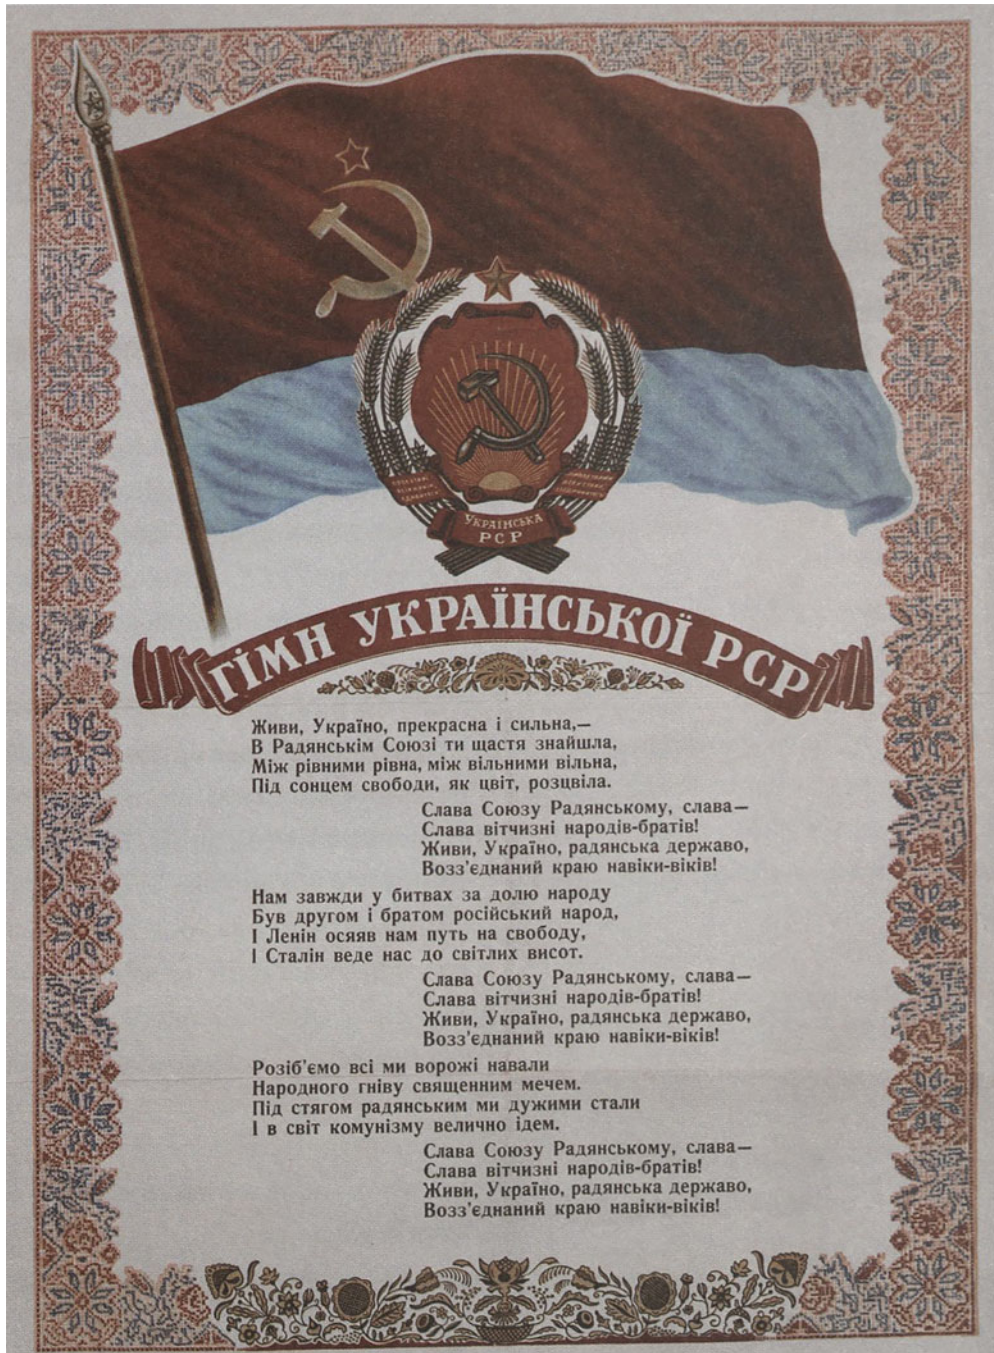 УКРАЇНСЬКА
РСР
ГІМН УКРАЇНСЬКОЇ РСР
Живи, Україно, прекрасна і сильна,—
В Радянськім Союзі ти щастя знайшла,
Між рівними рівна, між вільними вільна,
Під сонцем свободи, як цвіт, розцвіла.
Слава Союзу Радянському, слава—
Слава вітчизні народів-братів!
Живи, Україно, радянська державо,
Возз'єднаний краю навіки-віків!
Нам завжди у битвах за долю народу
Був другом і братом російський народ,
І Ленін осяяв нам путь на свободу,
І Сталін веде нас до світлих висот.
Слава Союзу Радянському, слава—
Слава вітчизні народів-братів!
Живи, Україно, радянська державо,
Возз'єднаний краю навіки-віків!
Розіб'ємо всі ми ворожі навали
Народного гніву священним мечем.
Під стягом радянським ми дужими стали
І в світ комунізму велично ідем.
Слава Союзу Радянському, слава—
Слава вітчизні народів-братів!
Живи, Україно, радянська державо,
Возз'єднаний краю навіки-віків!